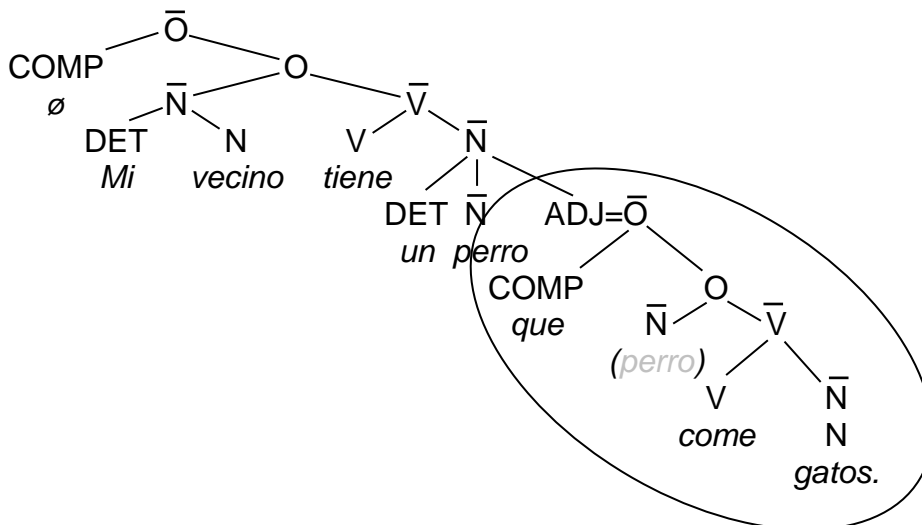 Ō
COMP O
ø N̄ V̄
DET N V N̄
Mi vecino tiene
DET N̄ ADJ=Ō
un perro
COMP O
que N̄ V̄
(perro)
V N̄
come N
gatos.